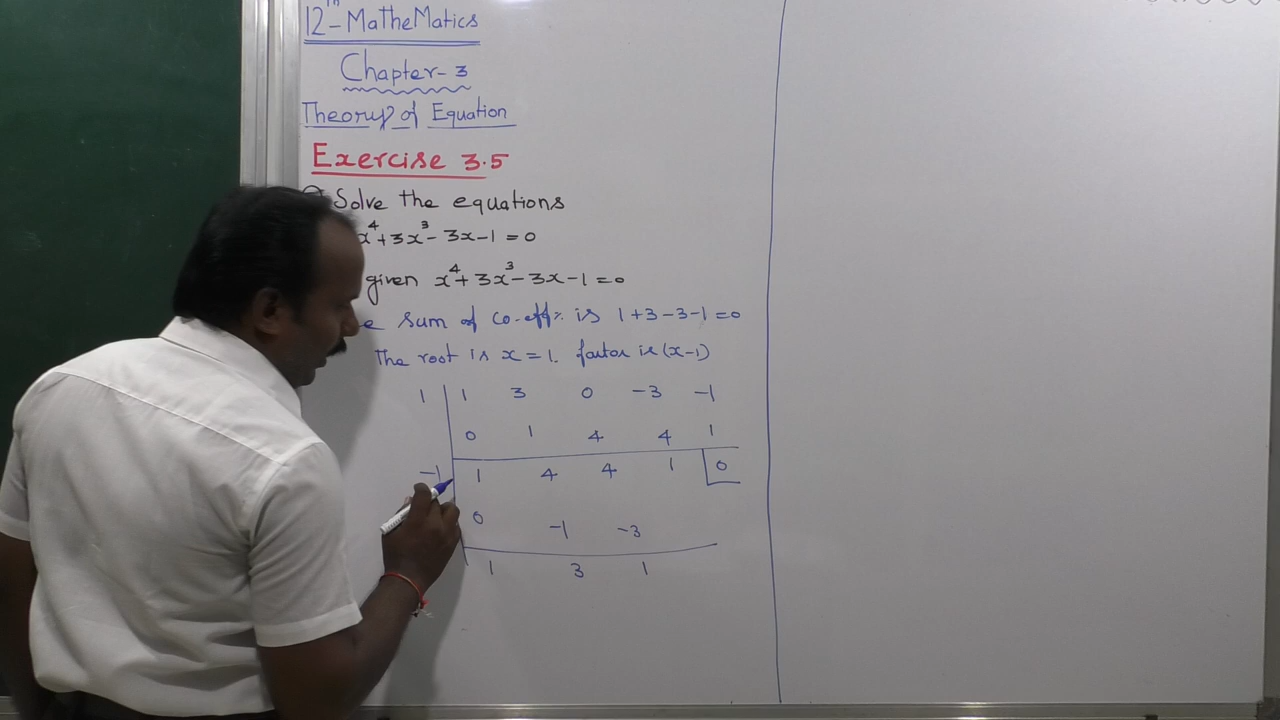 12th MatheMatics
Chapter-3
Theory of Equation
Exercise 3.5
Solve the equations
x⁴+3x³-3x-1=0
given x⁴+3x³-3x-1=0
sum of co-eff: is 1+3-3-1=0
The root is x=1. factor is (x-1)
1 | 1 3 0 -3 -1
0 1 4 4 1
-1 | 1 4 4 1 0
0 -1 -3
1 3 1